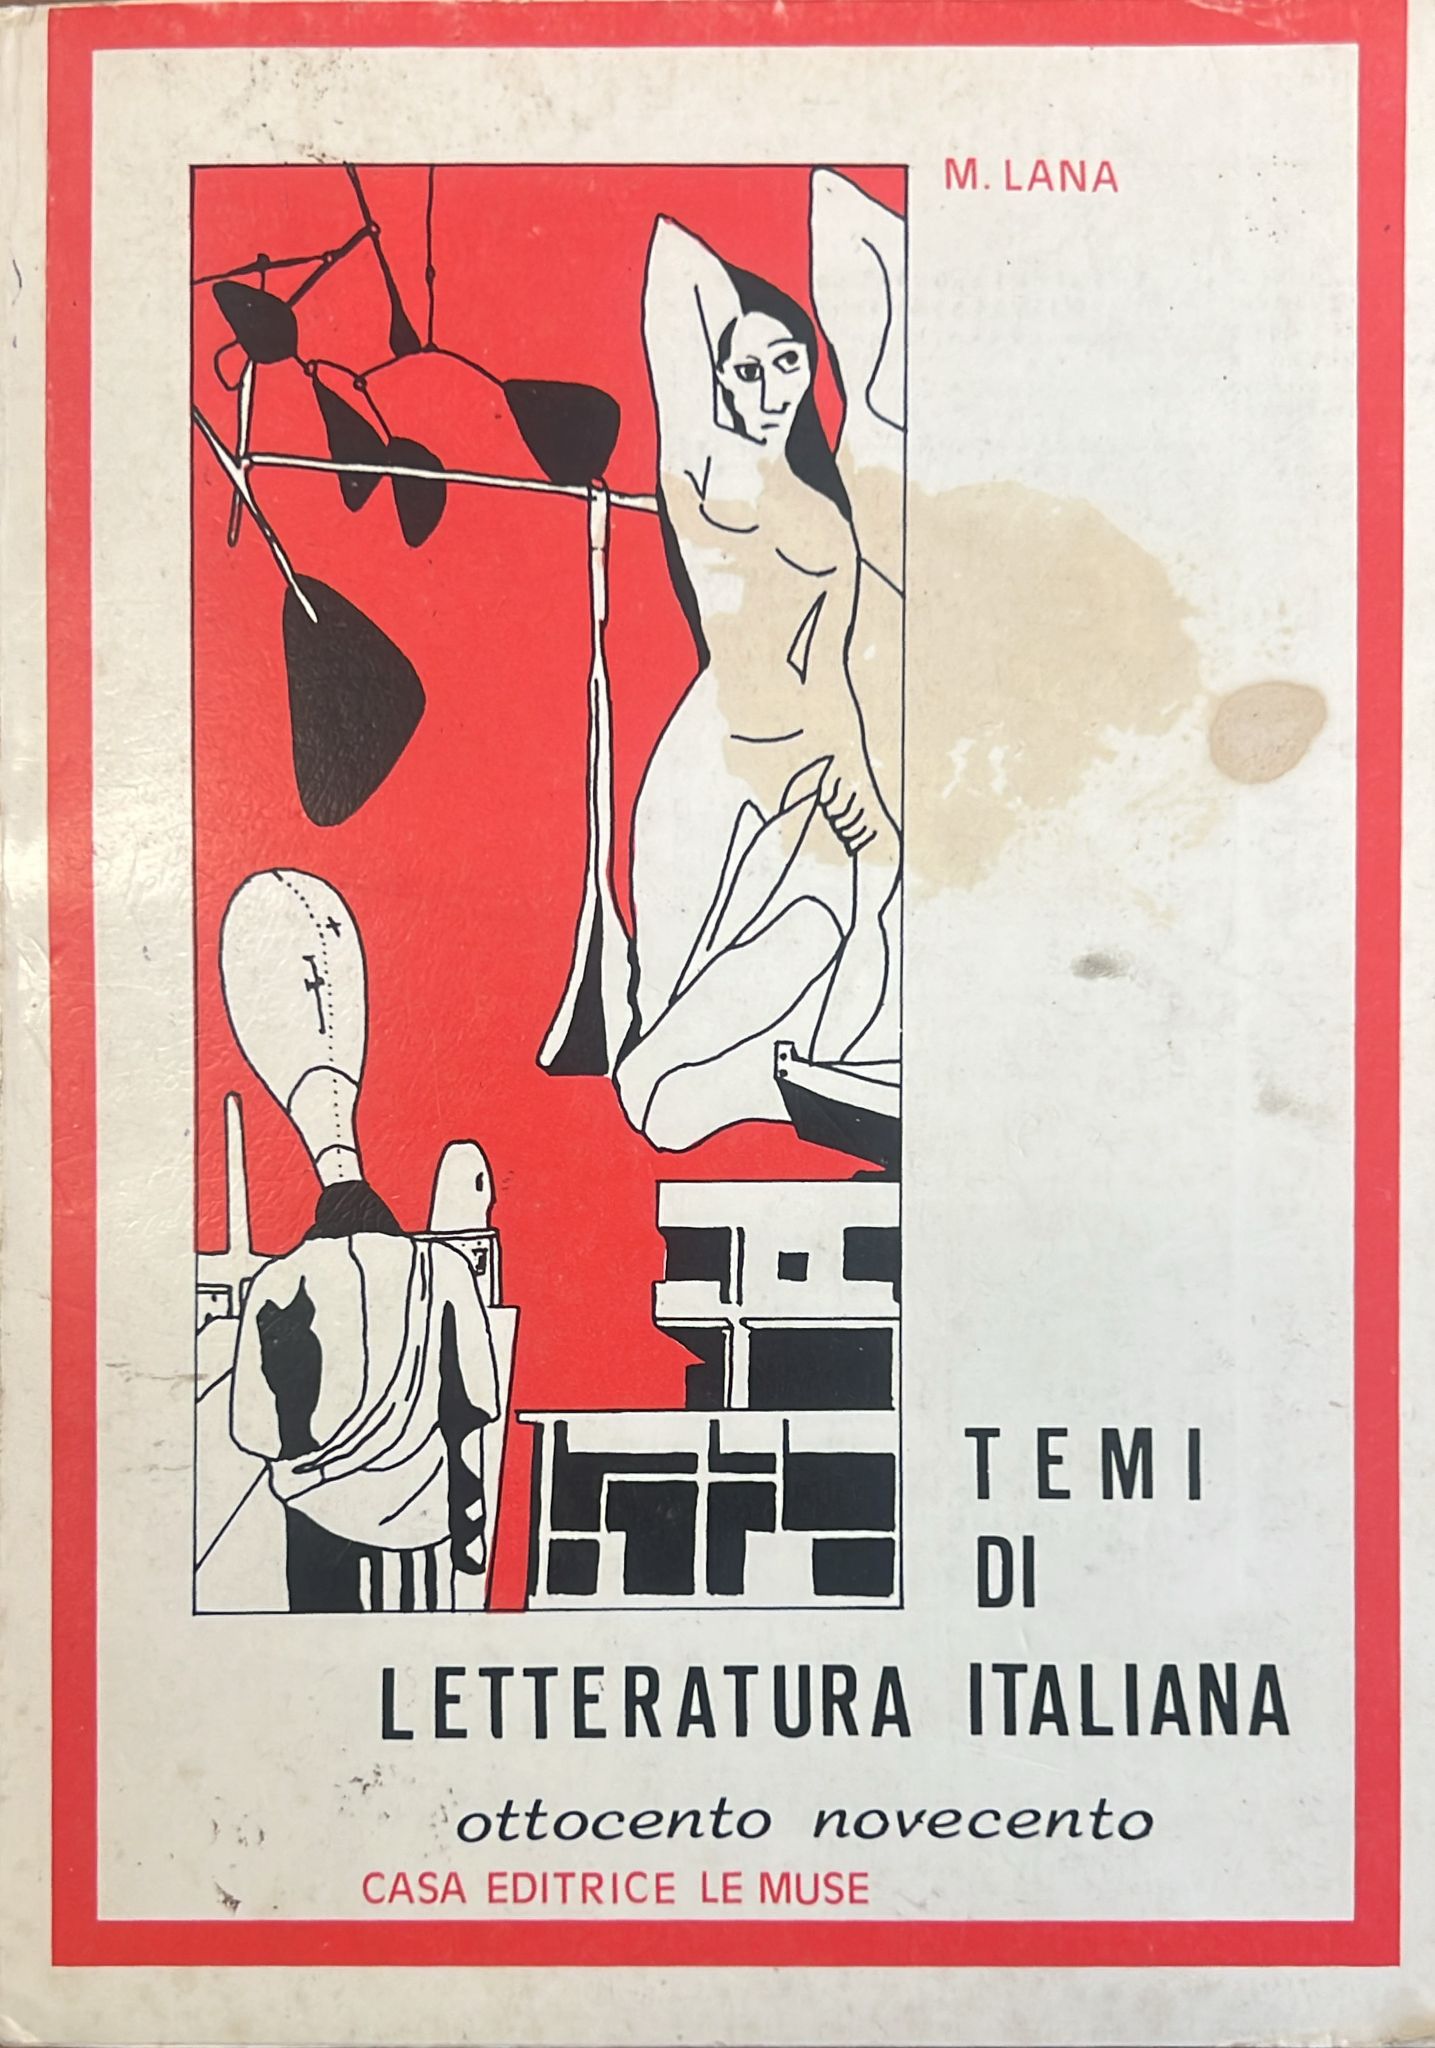 M. LANA
TEMI
DI
LETTERATURA ITALIANA
ottocento novecento
CASA EDITRICE LE MUSE